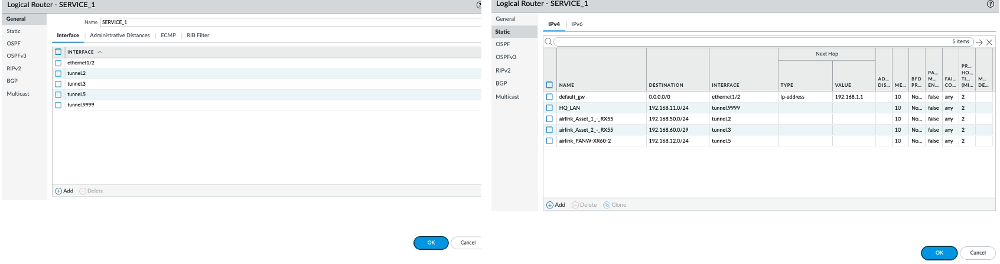 Logical Router - SERVICE_1
General
Static
OSPF
OSPFv3
RIPv2
BGP
Multicast
Name SERVICE_1
Interface Administrative Distances ECMP RIB Filter
INTERFACE
ethernet1/2
tunnel.2
tunnel.3
tunnel.5
tunnel.9999
Add Delete
OK Cancel
Logical Router - SERVICE_1
General
Static
OSPF
OSPFv3
RIPv2
BGP
Multicast
IPv4 IPv6
5 items
Next Hop
NAME DESTINATION INTERFACE TYPE VALUE AD... DIS... ME... BFD PR... PA... M... EN... FAI... CO... PR... HO... TI... (MI... M... DE...
default_gw 0.0.0.0/0 ethernet1/2 ip-address 192.168.1.1 10 No... false any 2
HQ_LAN 192.168.11.0/24 tunnel.9999 10 No... false any 2
airlink_Asset_1_-_RX55 192.168.50.0/24 tunnel.2 10 No... false any 2
airlink_Asset_2_-_RX55 192.168.60.0/29 tunnel.3 10 No... false any 2
airlink_PANW-XR60-2 192.168.12.0/24 tunnel.5 10 No... false any 2
Add Delete Clone
OK Cancel